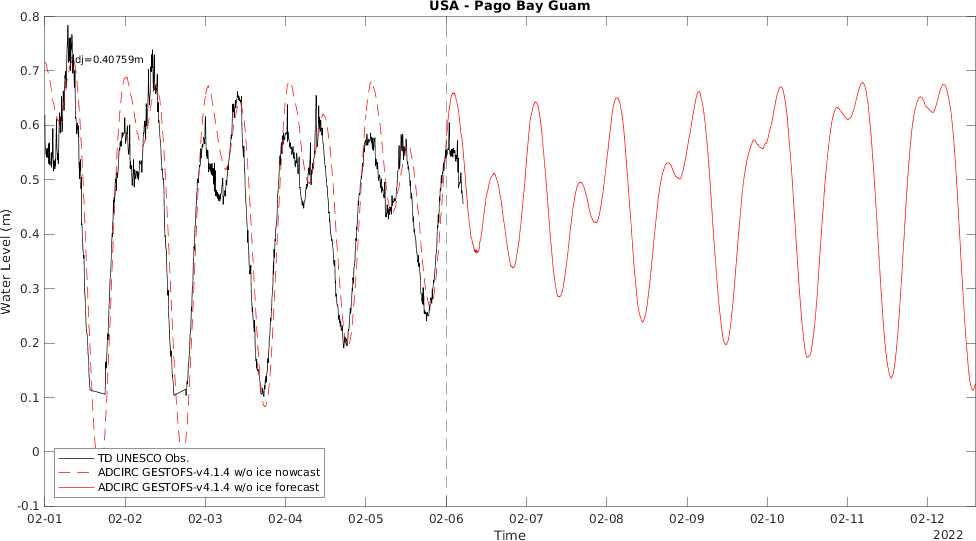 USA - Pago Bay Guam
0.8
0.7
0.6
0.5
0.4
0.3
0.2
0.1
0
-0.1
Water Level (m)
adj=0.40759m
TD UNESCO Obs.
ADCIRC GESTOFS-v4.1.4 w/o ice nowcast
ADCIRC GESTOFS-v4.1.4 w/o ice forecast
02-01 02-02 02-03 02-04 02-05 02-06 02-07 02-08 02-09 02-10 02-11 02-12
Time
2022